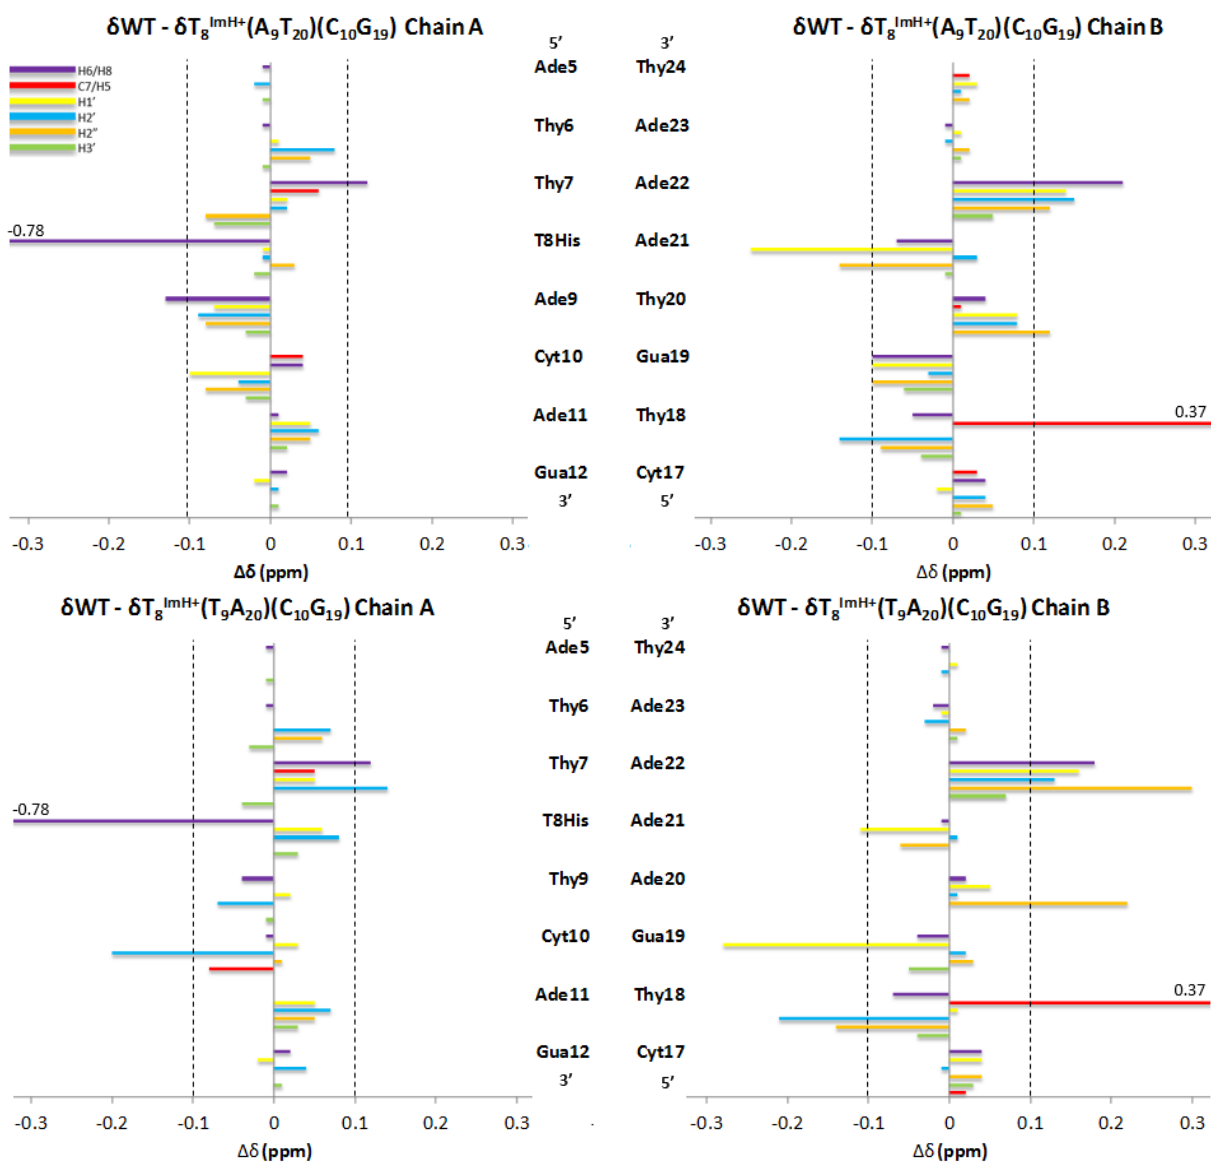 δWT - δT₈ᴵᵐᴴ⁺(A₉T₂₀)(C₁₀G₁₉) Chain A
δWT - δT₈ᴵᵐᴴ⁺(A₉T₂₀)(C₁₀G₁₉) Chain B
H6/H8
C7/H5
H1'
H2'
H2"
H3'
5' 3'
Ade5 Thy24
Thy6 Ade23
Thy7 Ade22
-0.78
T8His Ade21
Ade9 Thy20
Cyt10 Gua19
Ade11 Thy18
0.37
Gua12 Cyt17
3' 5'
-0.3 -0.2 -0.1 0 0.1 0.2 0.3
-0.3 -0.2 -0.1 0 0.1 0.2 0.3
Δδ (ppm)
Δδ (ppm)
δWT - δT₈ᴵᵐᴴ⁺(T₉A₂₀)(C₁₀G₁₉) Chain A
δWT - δT₈ᴵᵐᴴ⁺(T₉A₂₀)(C₁₀G₁₉) Chain B
5' 3'
Ade5 Thy24
Thy6 Ade23
Thy7 Ade22
-0.78
T8His Ade21
Thy9 Ade20
Cyt10 Gua19
Ade11 Thy18
0.37
Gua12 Cyt17
3' 5'
-0.3 -0.2 -0.1 0 0.1 0.2 0.3
-0.3 -0.2 -0.1 0 0.1 0.2 0.3
Δδ (ppm)
Δδ (ppm)